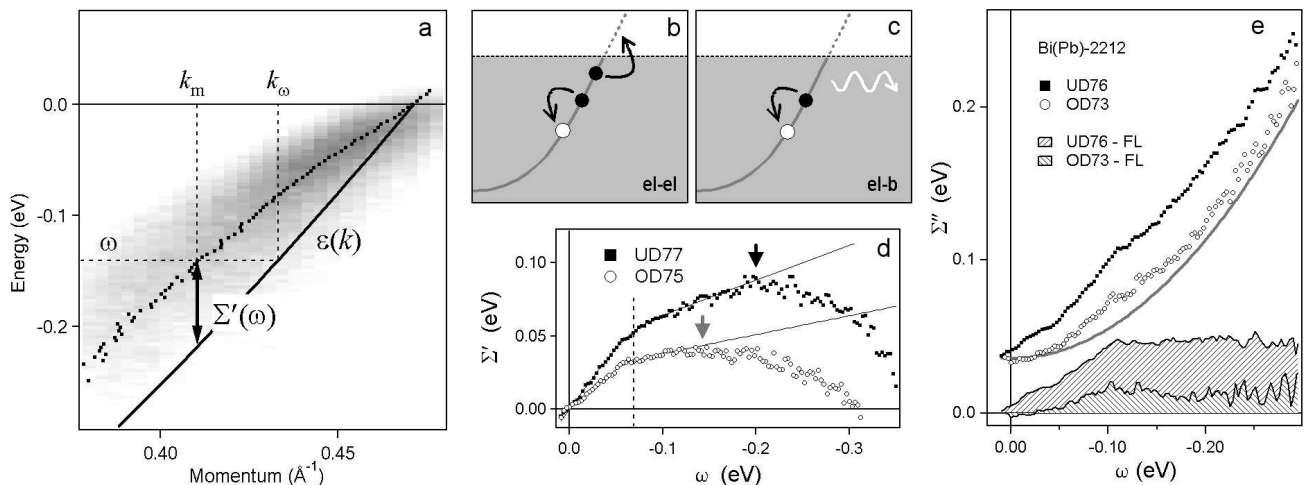 a
k_m
k_ω
0.0
-0.1
-0.2
Energy (eV)
ω
ε(k)
Σ′(ω)
0.40
0.45
Momentum (Å⁻¹)
b
el-el
c
el-b
d
UD77
OD75
0.10
0.05
0.00
Σ′ (eV)
0.0
-0.1
-0.2
-0.3
ω (eV)
e
Bi(Pb)-2212
UD76
OD73
UD76 - FL
OD73 - FL
0.2
0.1
0.0
Σ″ (eV)
0.00
-0.10
-0.20
ω (eV)